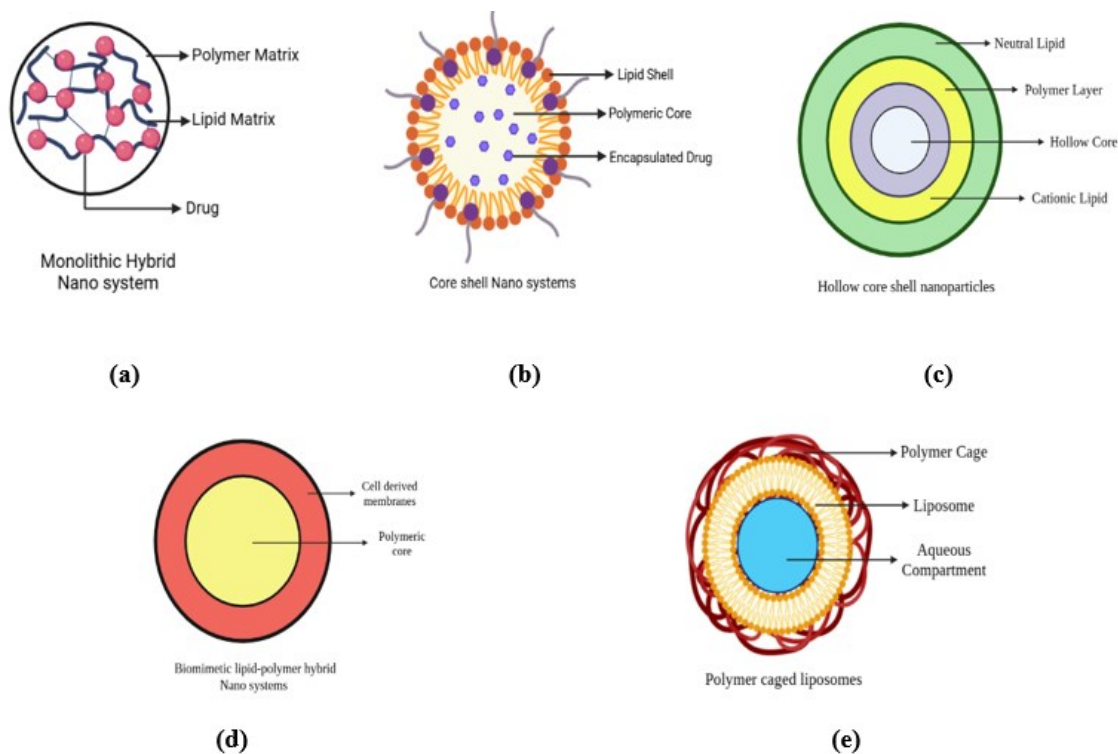 Polymer Matrix
Lipid Matrix
Drug
Monolithic Hybrid
Nano system
(a)
Lipid Shell
Polymeric Core
Encapsulated Drug
Core shell Nano systems
(b)
Neutral Lipid
Polymer Layer
Hollow Core
Cationic Lipid
Hollow core shell nanoparticles
(c)
Cell derived
membranes
Polymeric
core
Biomimetic lipid-polymer hybrid
Nano systems
(d)
Polymer Cage
Liposome
Aqueous
Compartment
Polymer caged liposomes
(e)